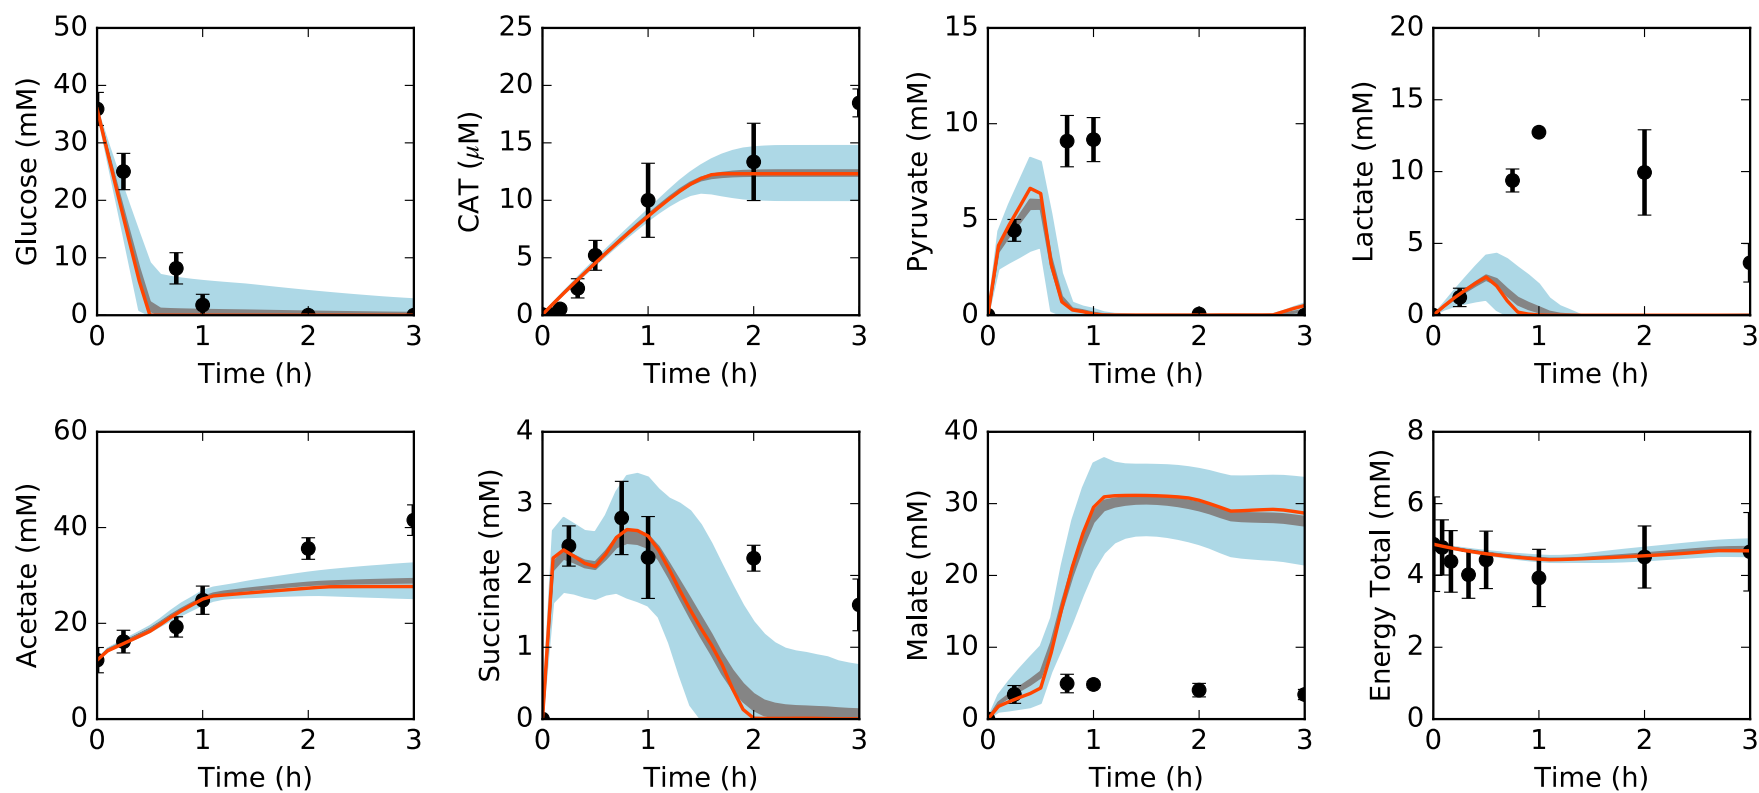 Glucose (mM)
50
40
30
20
10
0
0 1 2 3
Time (h)
CAT (μM)
25
20
15
10
5
0
0 1 2 3
Time (h)
Pyruvate (mM)
15
10
5
0
0 1 2 3
Time (h)
Lactate (mM)
20
15
10
5
0
0 1 2 3
Time (h)
Acetate (mM)
60
40
20
0
0 1 2 3
Time (h)
Succinate (mM)
4
3
2
1
0
0 1 2 3
Time (h)
Malate (mM)
40
30
20
10
0
0 1 2 3
Time (h)
Energy Total (mM)
8
6
4
2
0
0 1 2 3
Time (h)